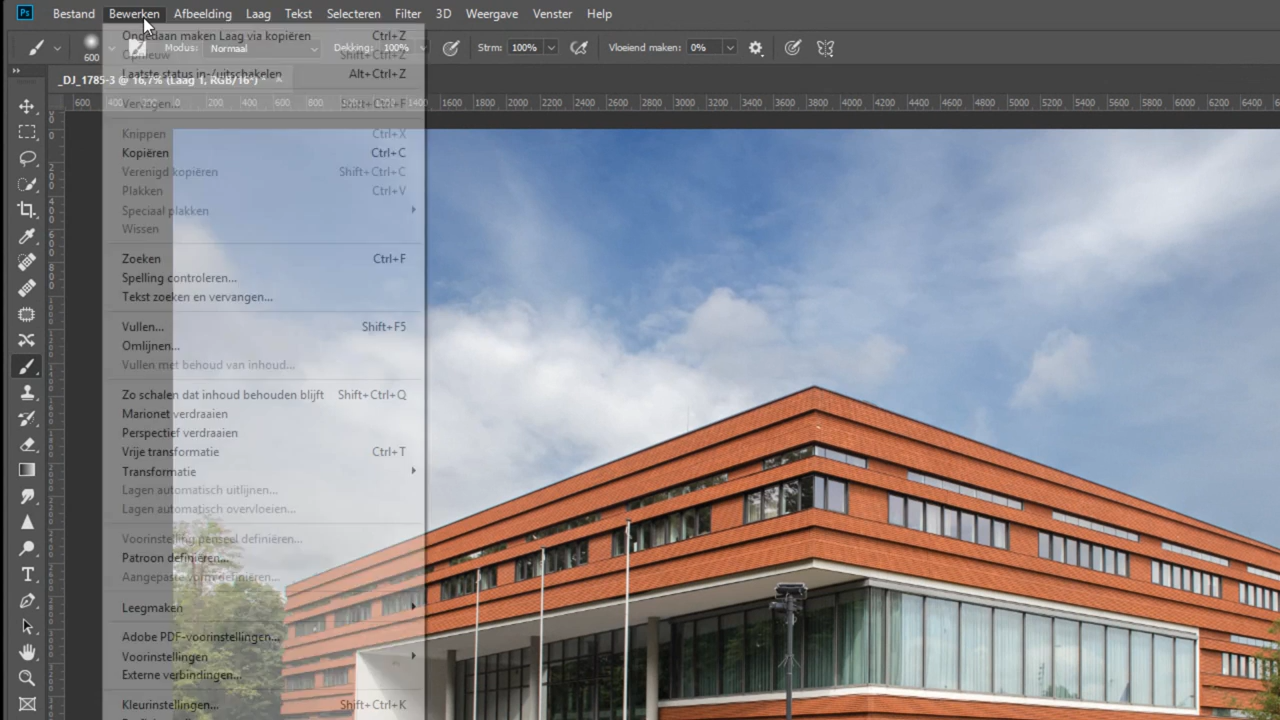 Ps Bestand Bewerken Afbeelding Laag Tekst Selecteren Filter 3D Weergave Venster Help
Ongedaan maken Laag via kopiëren Ctrl+Z
600 Modus: Normaal Dekking: 100% Strm: 100% Vloeiend maken: 0%
Opnieuw Shift+Ctrl+Z
Laatste status in-/uitschakelen Alt+Ctrl+Z
_DJ_1785-3 @ 16,7% (Laag 1, RGB/16*) * ×
600 400 200 0 200 400 600 800 1000 1200 1400 1600 1800 2000 2200 2400 2600 2800 3000 3200 3400 3600 3800 4000 4200 4400 4600 4800 5000 5200 5400 5600 5800 6000 6200 6400
Vervagen... Shift+Ctrl+F
Knippen Ctrl+X
Kopiëren Ctrl+C
Verenigd kopiëren Shift+Ctrl+C
Plakken Ctrl+V
Speciaal plakken
Wissen
Zoeken Ctrl+F
Spelling controleren...
Tekst zoeken en vervangen...
Vullen... Shift+F5
Omlijnen...
Vullen met behoud van inhoud...
Zo schalen dat inhoud behouden blijft Shift+Ctrl+Q
Marionet verdraaien
Perspectief verdraaien
Vrije transformatie Ctrl+T
Transformatie
Lagen automatisch uitlijnen...
Lagen automatisch overvloeien...
Voorinstelling penseel definiëren...
Patroon definiëren...
Aangepaste vorm definiëren...
Leegmaken
Adobe PDF-voorinstellingen...
Voorinstellingen
Externe verbindingen...
Kleurinstellingen... Shift+Ctrl+K